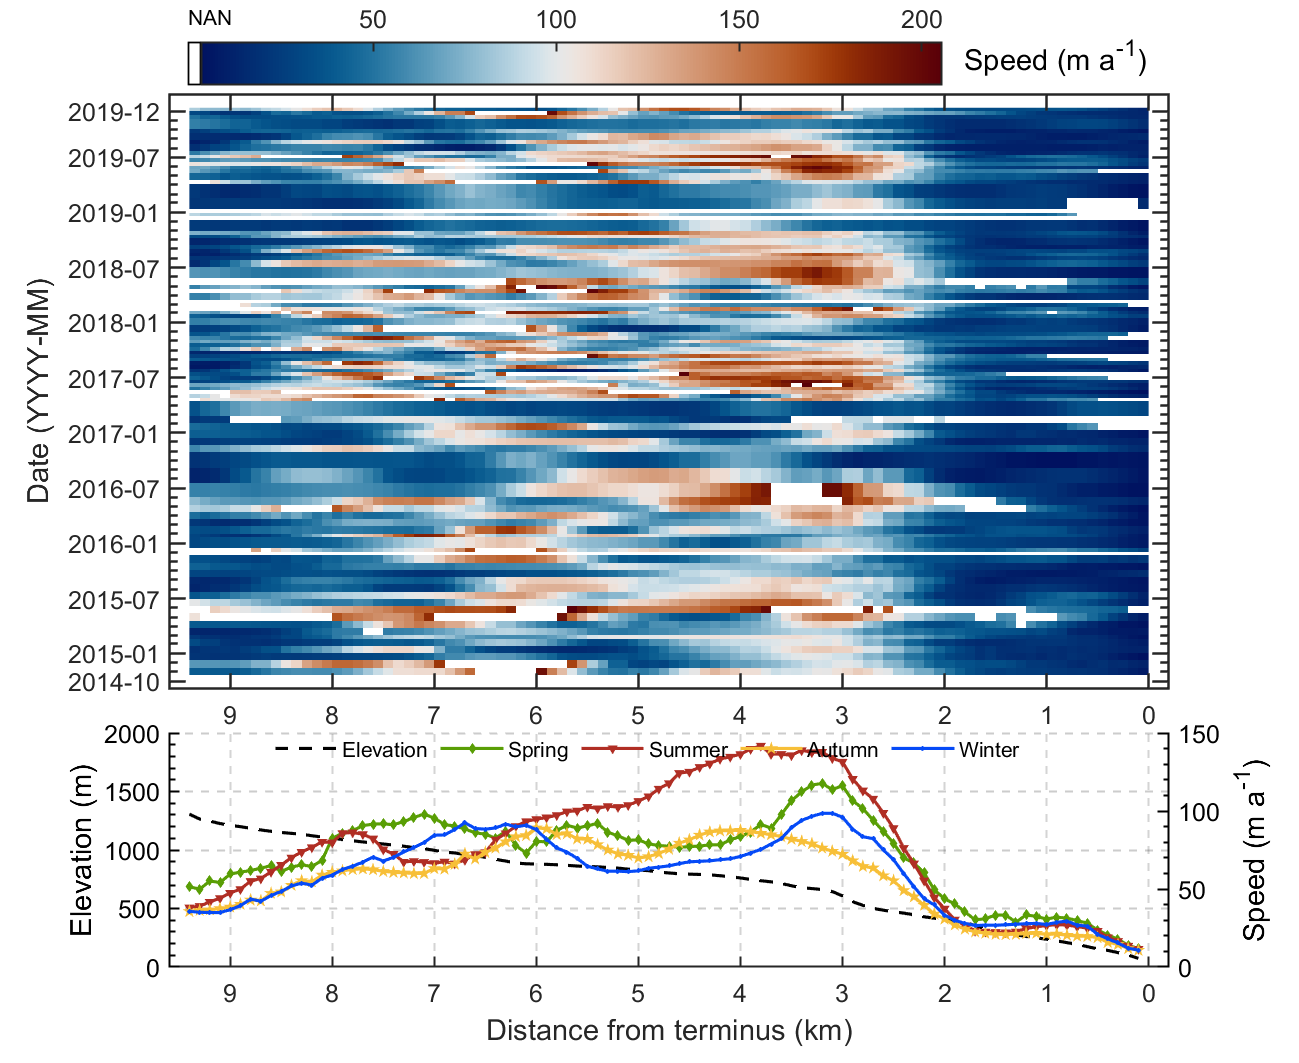 NAN 50 100 150 200
Speed (m a-1)
2019-12
2019-07
2019-01
2018-07
2018-01
2017-07
2017-01
2016-07
2016-01
2015-07
2015-01
2014-10
Date (YYYY-MM)
9 8 7 6 5 4 3 2 1 0
Elevation Spring Summer Autumn Winter
2000
1500
1000
500
0
Elevation (m)
150
100
50
0
Speed (m a-1)
9 8 7 6 5 4 3 2 1 0
Distance from terminus (km)